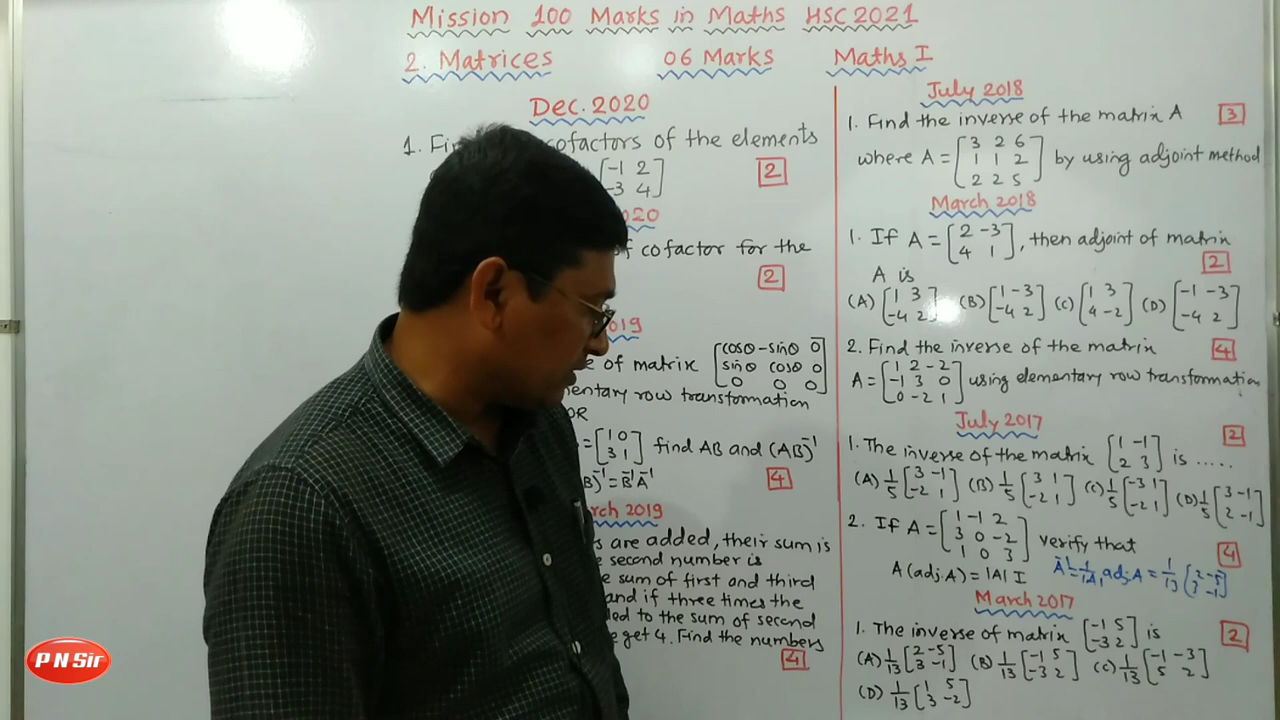 Mission 100 Marks in Maths HSC 2021
2. Matrices 06 Marks Maths I
Dec. 2020
1. cofactors of the elements
[-1 2
-3 4] [2]
2020
cofactor for the
[2]
2019
of matrix [cosθ -sinθ 0
sinθ cosθ 0
0 0 0]
row transformation
OR
= [1 0
3 1] find AB and (AB)⁻¹
B)⁻¹ = B⁻¹A⁻¹ [4]
2019
are added, their sum is
second number is
sum of first and third
and if three times the
to the sum of second
get 4. Find the numbers
[4]
July 2018
1. Find the inverse of the matrix A [3]
where A = [3 2 6
1 1 2
2 2 5] by using adjoint method
March 2018
1. If A = [2 -3
4 1], then adjoint of matrix
A is [2]
(A) [1 3
-4 2] (B) [1 -3
-4 2] (C) [1 3
4 -2] (D) [-1 -3
-4 2]
2. Find the inverse of the matrix [4]
A = [1 2 -2
-1 3 0
0 -2 1] using elementary row transformation
July 2017
1. The inverse of the matrix [1 -1
2 3] is ..... [2]
(A) 1/5 [3 -1
-2 1] (B) 1/5 [3 1
-2 1] (C) 1/5 [-3 1
-2 1] (D) 1/5 [3 -1
2 -1]
2. If A = [1 -1 2
3 0 -2
1 0 3] verify that
A (adj. A) = |A| I [4]
A⁻¹ = 1/|A| adj. A = 1/13 [2 -5
3 -1]
March 2017
1. The inverse of matrix [-1 5
-3 2] is [2]
(A) 1/13 [2 -5
3 -1] (B) 1/13 [-1 5
-3 2] (C) 1/13 [-1 -3
5 2]
(D) 1/13 [1 5
3 -2]
P N Sir